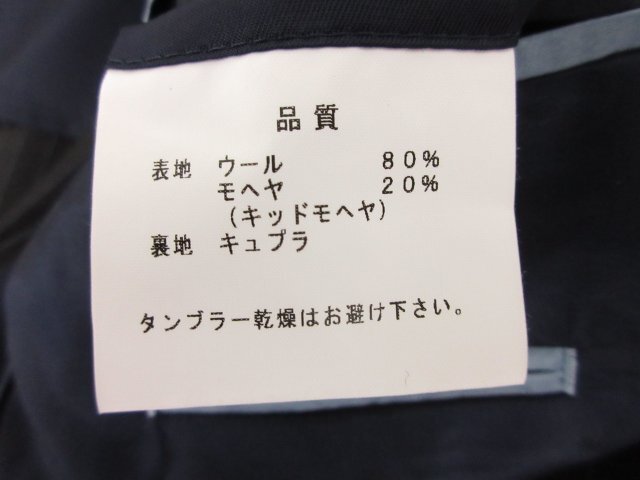 品質
表地 ウール 80%
モヘヤ 20%
(キッドモヘヤ)
裏地 キュプラ
タンブラー乾燥はお避け下さい。